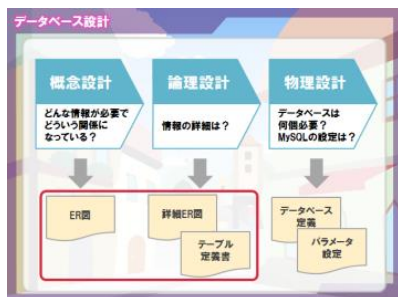 データベース設計
概念設計
論理設計
物理設計
どんな情報が必要で
どういう関係に
なっている？
情報の詳細は？
データベースは
何個必要？
MySQLの設定は？
ER図
詳細ER図
テーブル
定義書
データベース
定義
パラメータ
設定